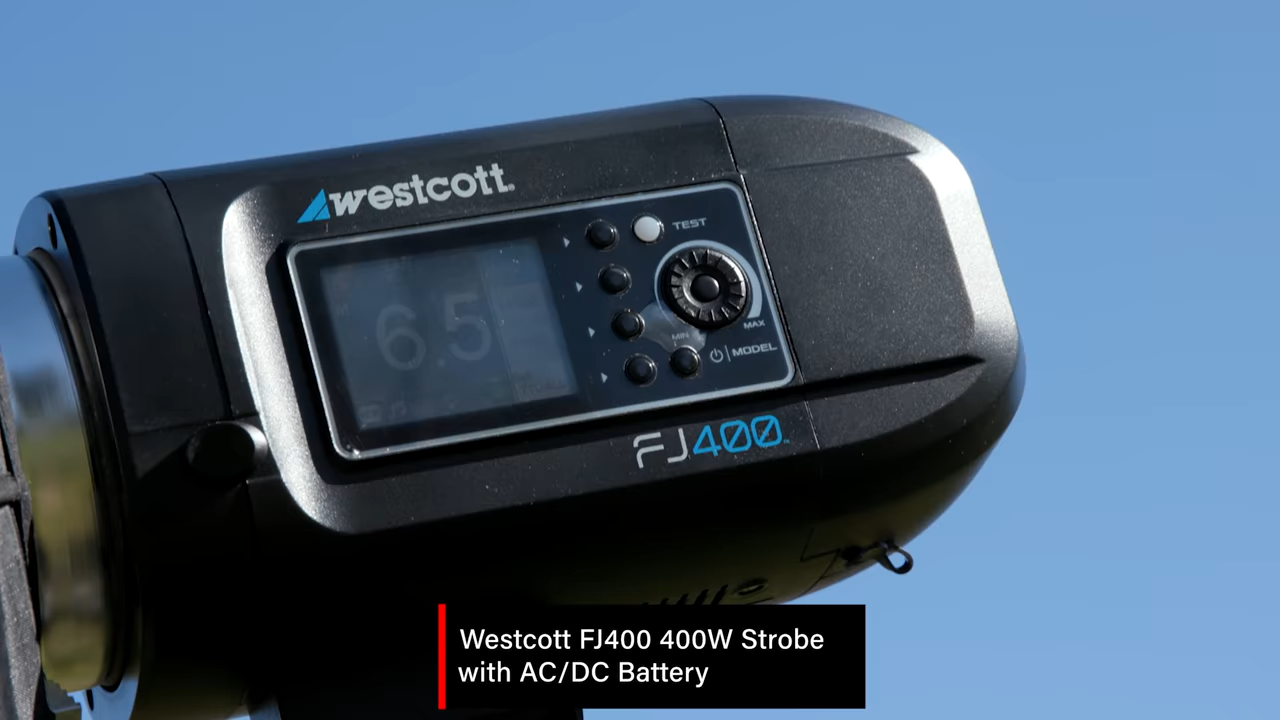 westcott
TEST
6.5
MIN
MAX
MODEL
FJ400
Westcott FJ400 400W Strobe
with AC/DC Battery